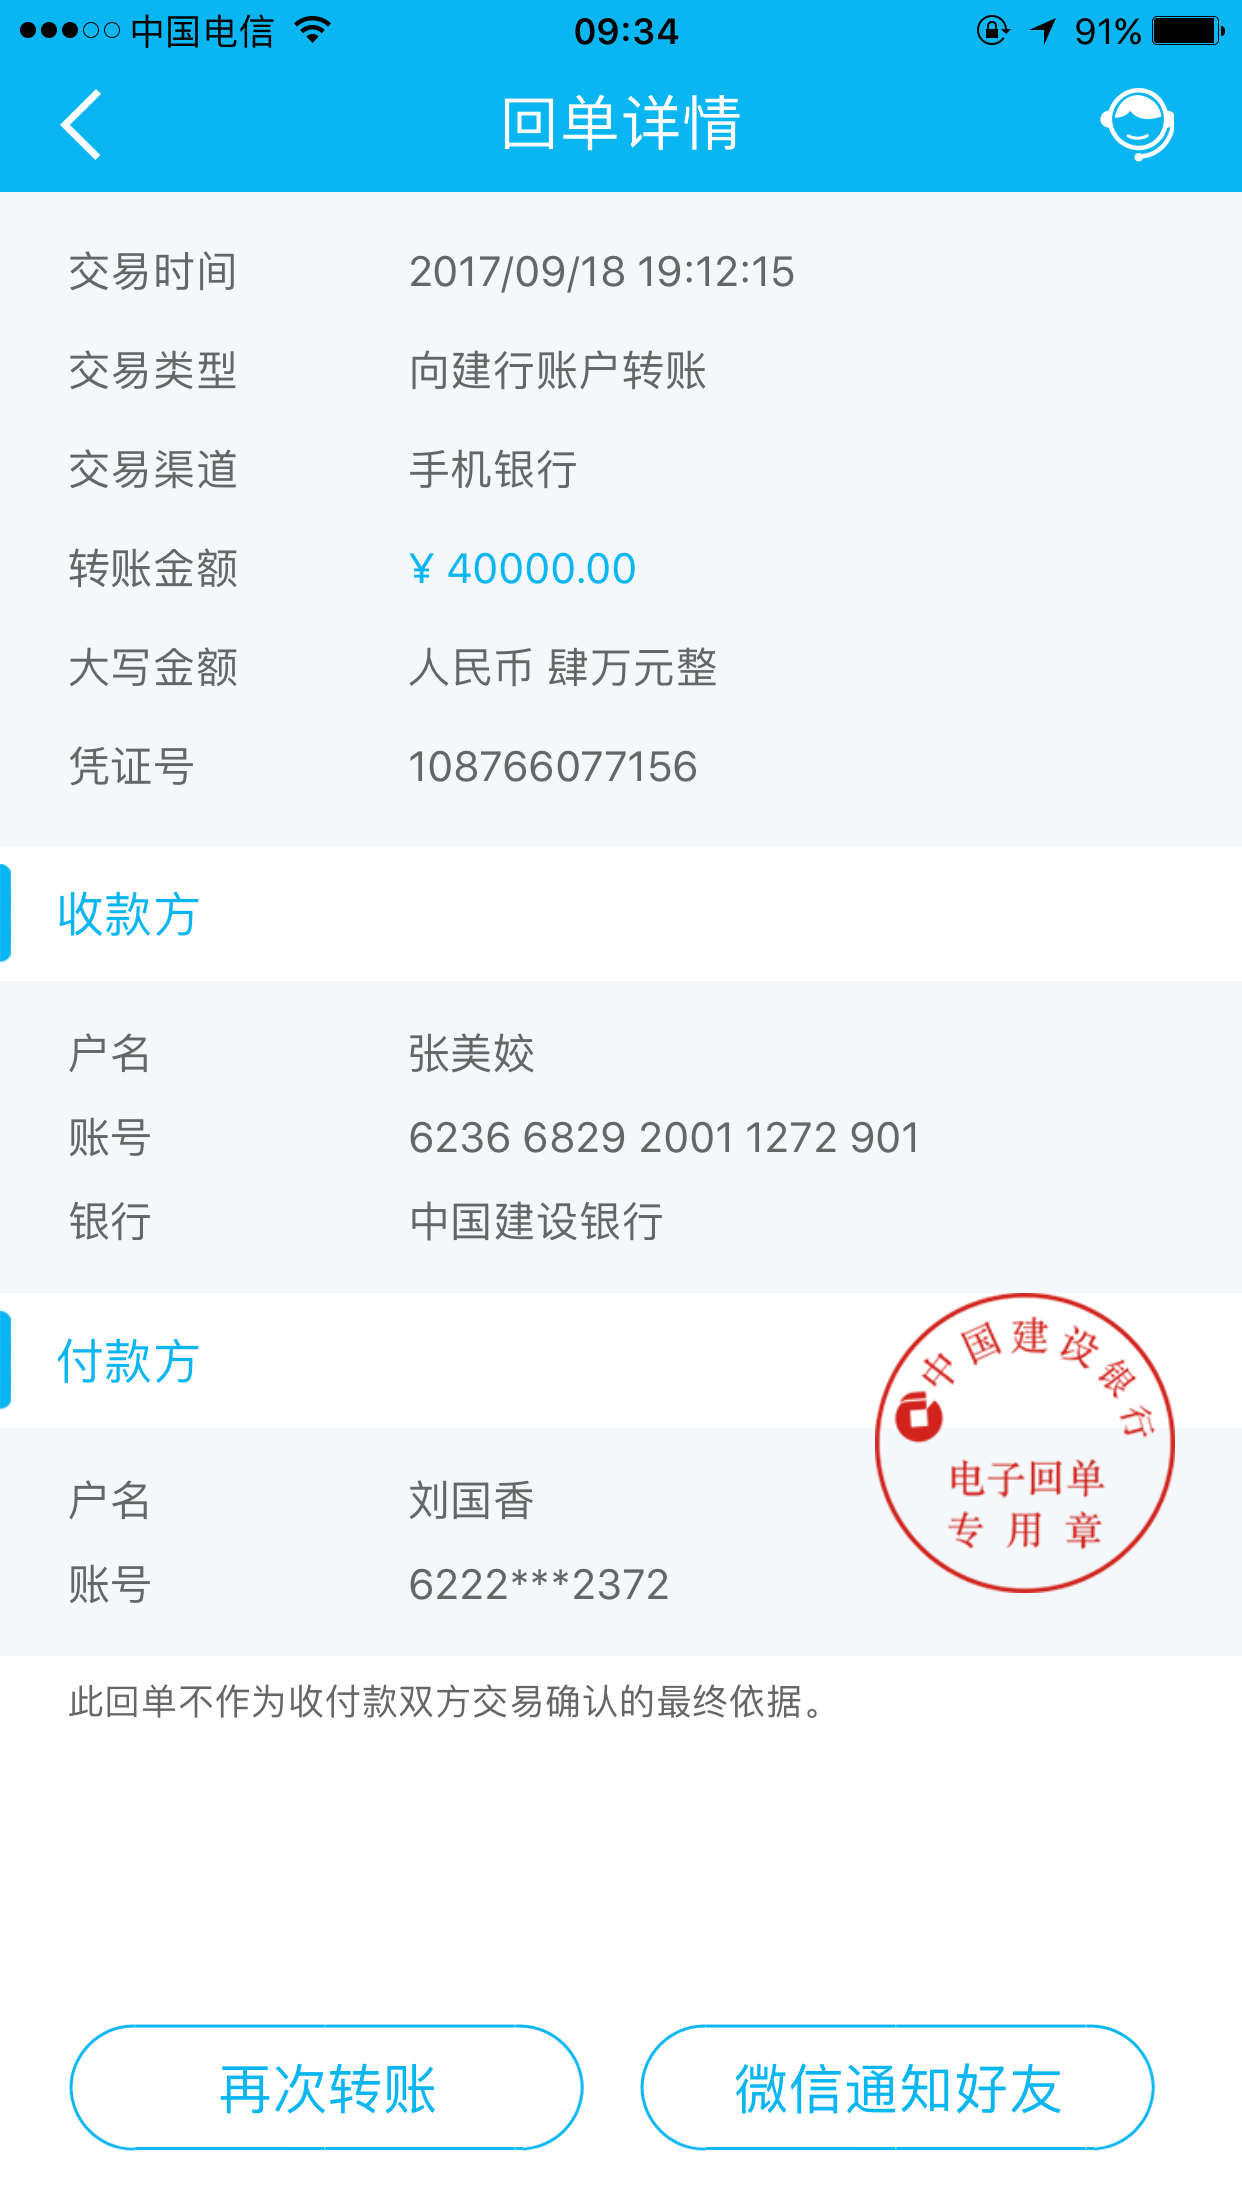 中国电信 09:34 91%
回单详情
交易时间 2017/09/18 19:12:15
交易类型 向建行账户转账
交易渠道 手机银行
转账金额 ¥ 40000.00
大写金额 人民币 肆万元整
凭证号 108766077156
收款方
户名 张美姣
账号 6236 6829 2001 1272 901
银行 中国建设银行
付款方
中国建设银行
电子回单
专用章
户名 刘国香
账号 6222***2372
此回单不作为收付款双方交易确认的最终依据。
再次转账 微信通知好友